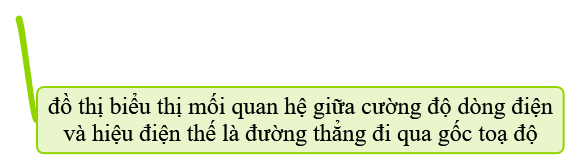 đồ thị biểu thị mối quan hệ giữa cường độ dòng điện
và hiệu điện thế là đường thẳng đi qua gốc toạ độ